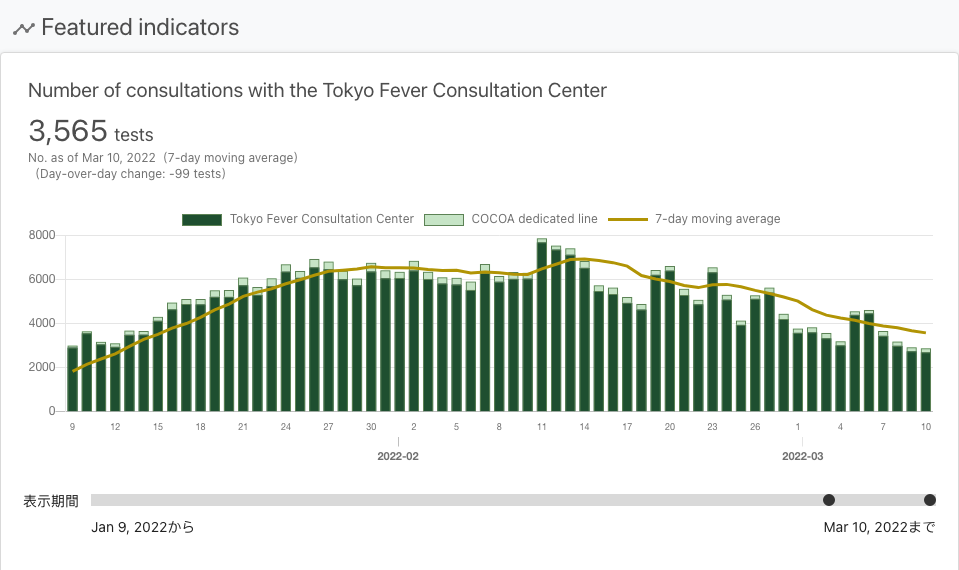 Featured indicators
Number of consultations with the Tokyo Fever Consultation Center
3,565 tests
No. as of Mar 10, 2022 (7-day moving average)
(Day-over-day change: -99 tests)
Tokyo Fever Consultation Center COCOA dedicated line 7-day moving average
8000
6000
4000
2000
0
9 12 15 18 21 24 27 30 2 5 8 11 14 17 20 23 26 1 4 7 10
2022-02 2022-03
表示期間
Jan 9, 2022から Mar 10, 2022まで